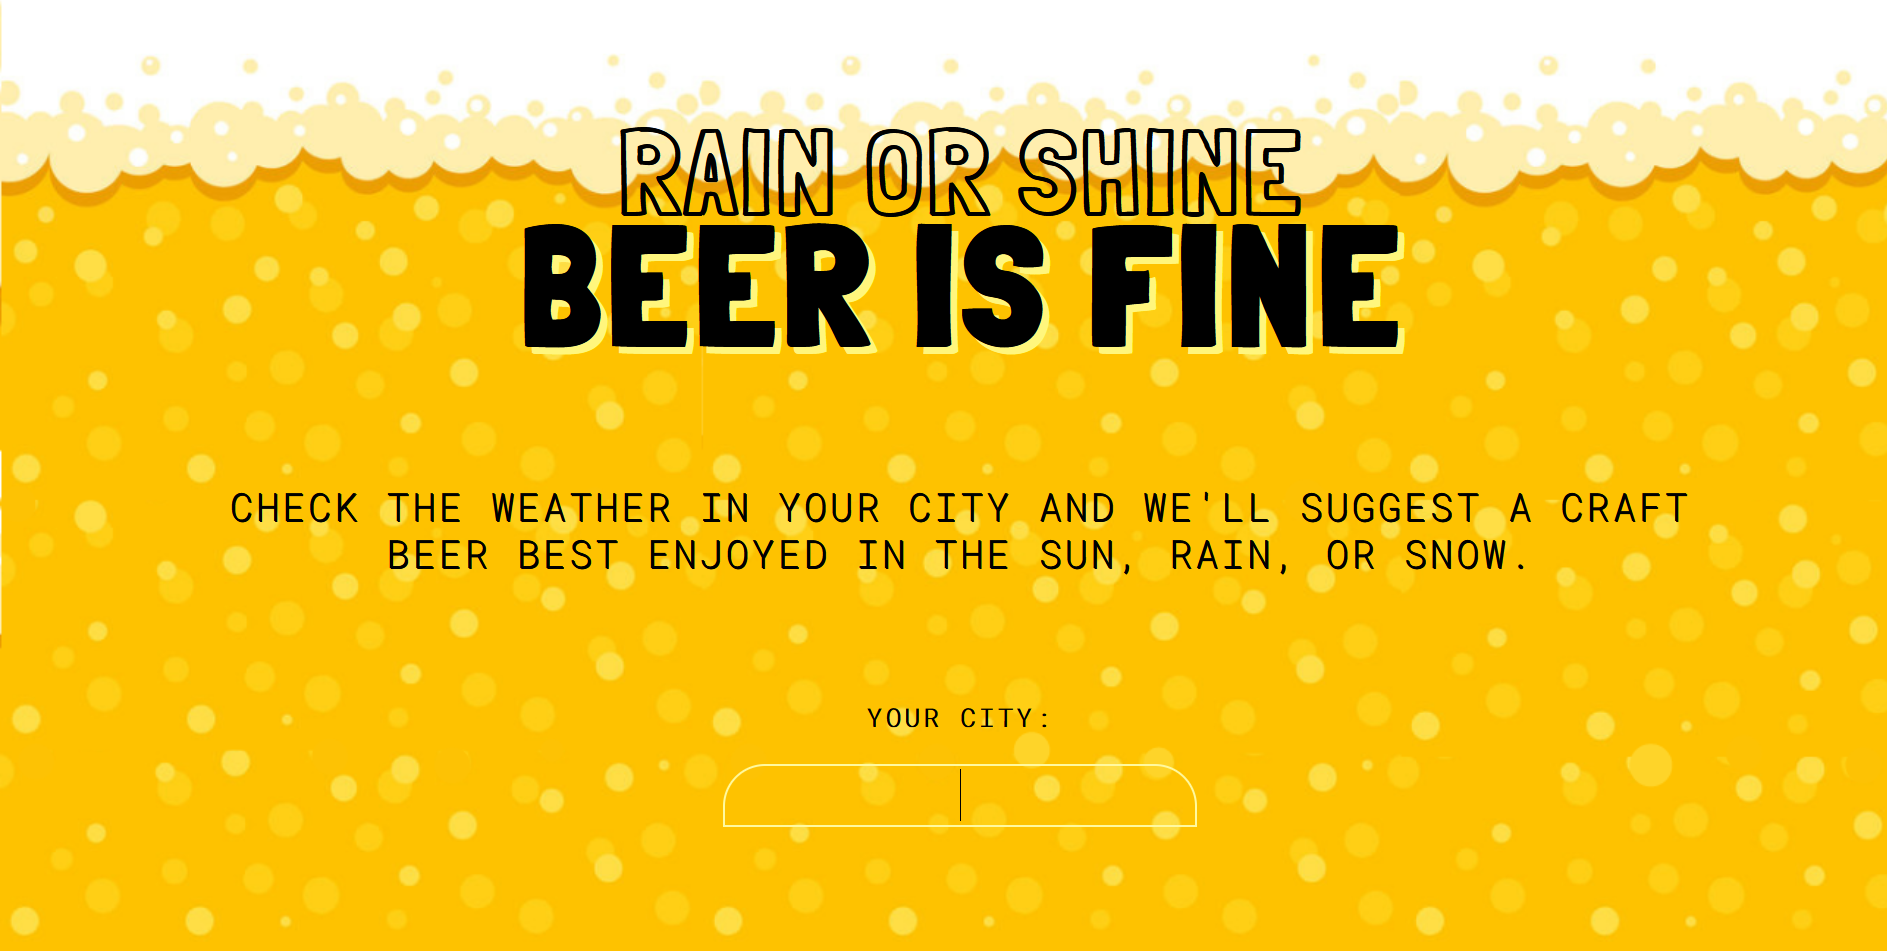 RAIN OR SHINE
BEER IS FINE
CHECK THE WEATHER IN YOUR CITY AND WE'LL SUGGEST A CRAFT
BEER BEST ENJOYED IN THE SUN, RAIN, OR SNOW.
YOUR CITY: